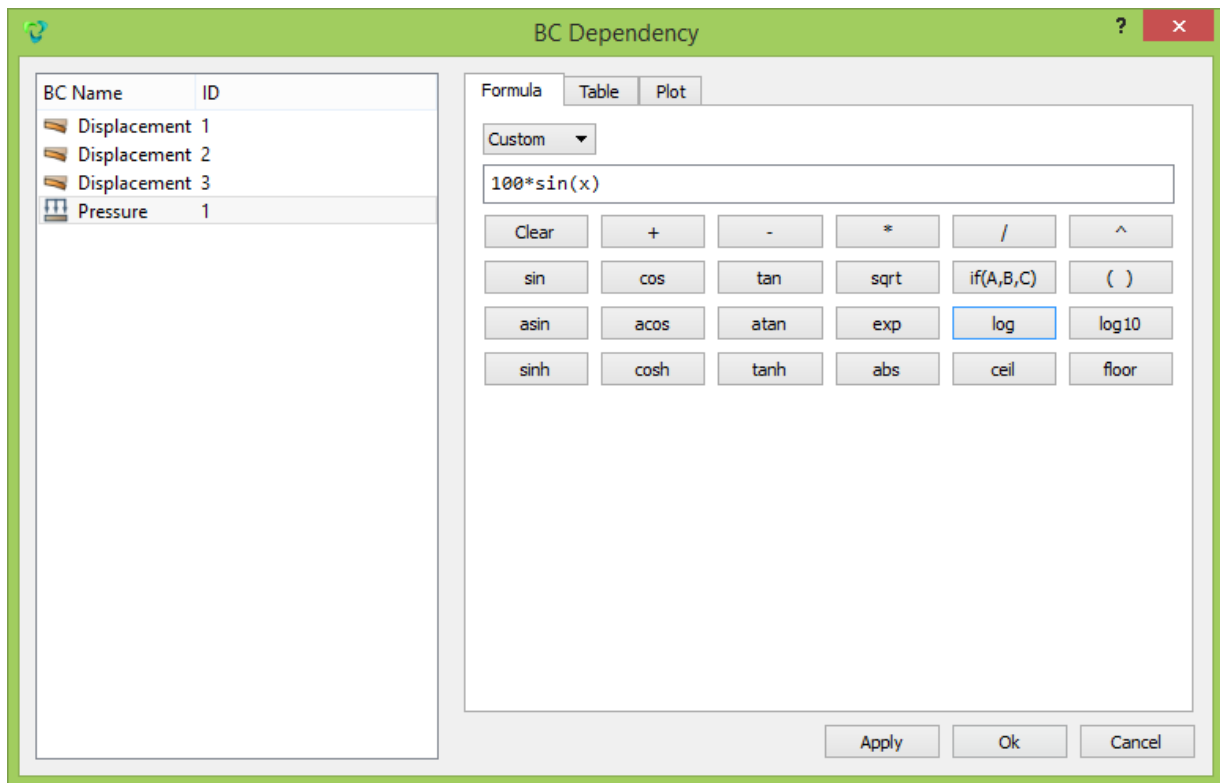 BC Dependency
?
BC Name ID
Displacement 1
Displacement 2
Displacement 3
Pressure 1
Formula Table Plot
Custom
100*sin(x)
Clear + - * / ^
sin cos tan sqrt if(A,B,C) ( )
asin acos atan exp log log10
sinh cosh tanh abs ceil floor
Apply Ok Cancel